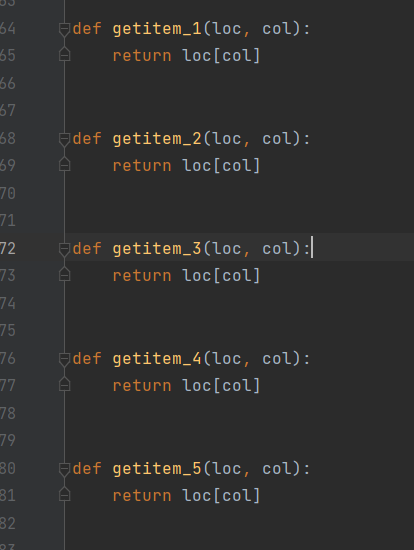 63
64 def getitem_1(loc, col):
65     return loc[col]
66
67
68 def getitem_2(loc, col):
69     return loc[col]
70
71
72 def getitem_3(loc, col):
73     return loc[col]
74
75
76 def getitem_4(loc, col):
77     return loc[col]
78
79
80 def getitem_5(loc, col):
81     return loc[col]
82
83